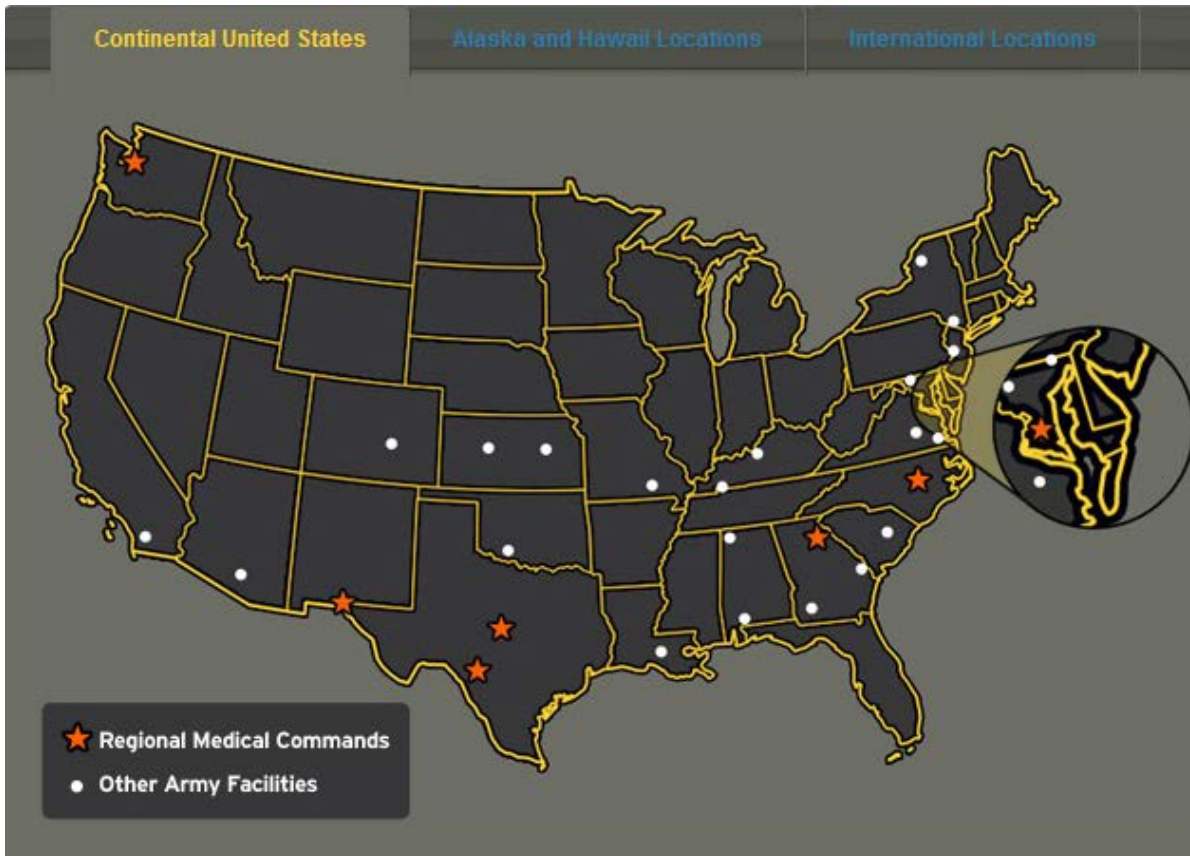 Continental United States
Alaska and Hawaii Locations
International Locations
Regional Medical Commands
Other Army Facilities